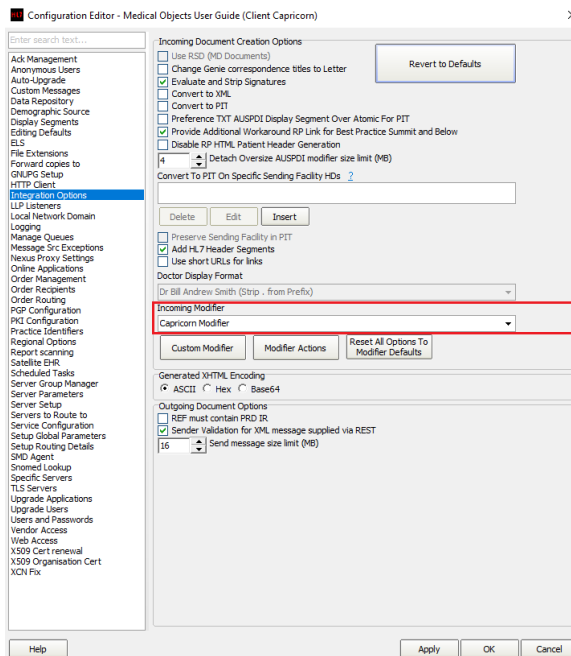 HL7 Configuration Editor - Medical Objects User Guide (Client Capricorn)
Enter search text...
Ack Management
Anonymous Users
Auto-Upgrade
Custom Messages
Data Repository
Demographic Source
Display Segments
Editing Defaults
ELS
File Extensions
Forward copies to
GNUPG Setup
HTTP Client
Integration Options
LLP Listeners
Local Network Domain
Logging
Manage Queues
Message Src Exceptions
Nexus Proxy Settings
Online Applications
Order Management
Order Recipients
Order Routing
PGP Configuration
PKI Configuration
Practice Identifiers
Regional Options
Report scanning
Satellite EHR
Scheduled Tasks
Server Group Manager
Server Parameters
Server Setup
Servers to Route to
Service Configuration
Setup Global Parameters
Setup Routing Details
SMD Agent
Snomed Lookup
Specific Servers
TLS Servers
Upgrade Applications
Upgrade Users
Users and Passwords
Vendor Access
Web Access
X509 Cert renewal
X509 Organisation Cert
XCN Fix
Incoming Document Creation Options
Use RSD (MD Documents)
Change Genie correspondence titles to Letter
Evaluate and Strip Signatures
Convert to XML
Convert to PIT
Preference TXT AUSPDI Display Segment Over Atomic For PIT
Provide Additional Workaround RP Link for Best Practice Summit and Below
Disable RP HTML Patient Header Generation
4 Detach Oversize AUSPDI modifier size limit (MB)
Revert to Defaults
Convert To PIT On Specific Sending Facility HDs ?
Delete Edit Insert
Preserve Sending Facility in PIT
Add HL7 Header Segments
Use short URLs for links
Doctor Display Format
Dr Bill Andrew Smith (Strip . from Prefix)
Incoming Modifier
Capricorn Modifier
Custom Modifier Modifier Actions Reset All Options To
Modifier Defaults
Generated XHTML Encoding
ASCII Hex Base64
Outgoing Document Options
REF must contain PRD IR
Sender Validation for XML message supplied via REST
16 Send message size limit (MB)
Help Apply OK Cancel